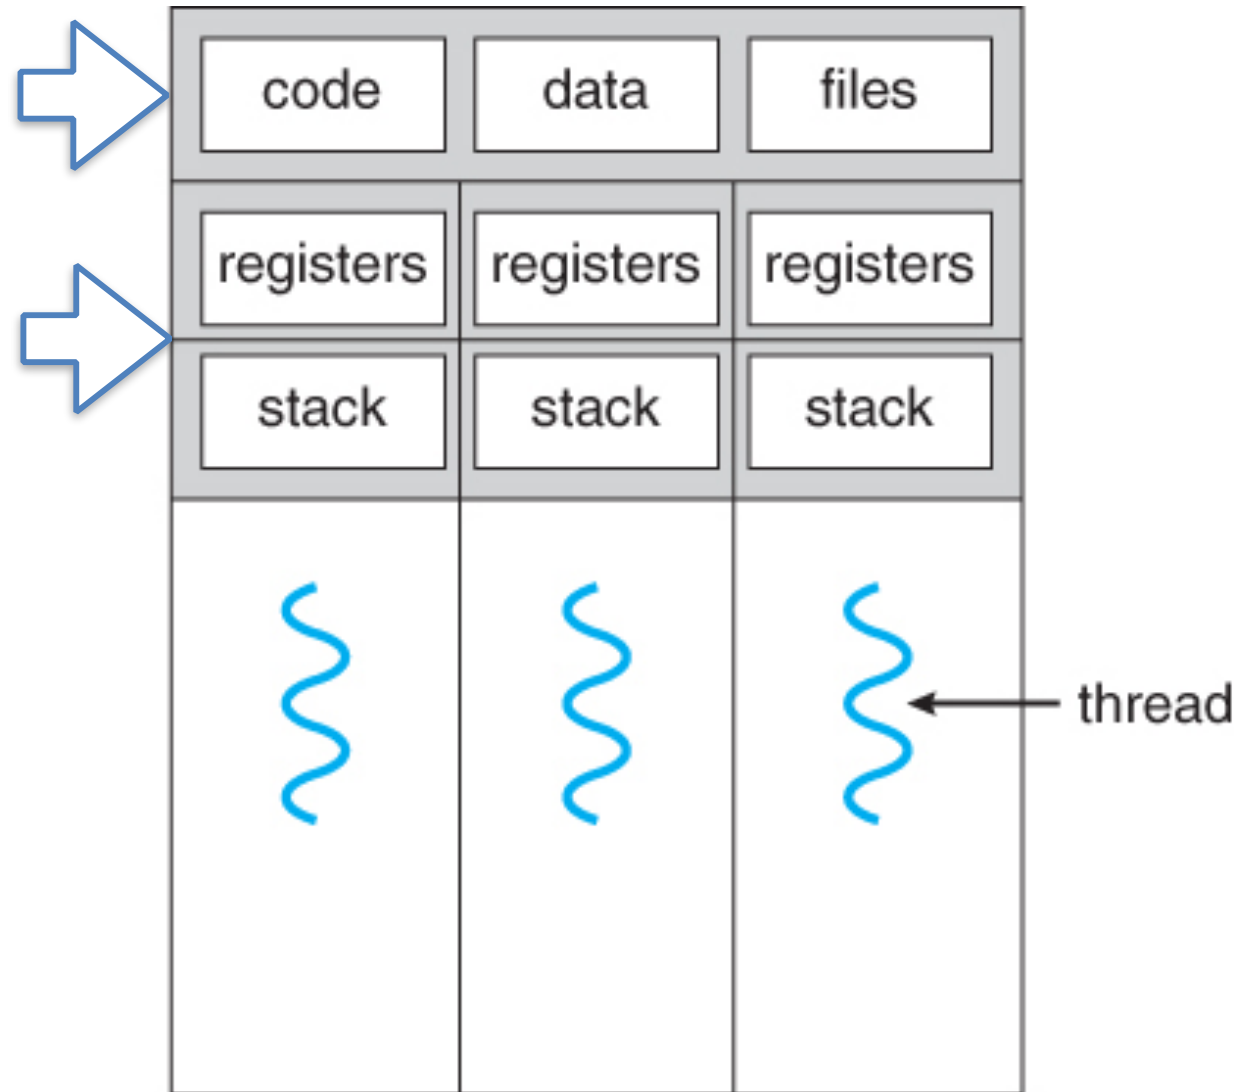 code data files
registers registers registers
stack stack stack
thread